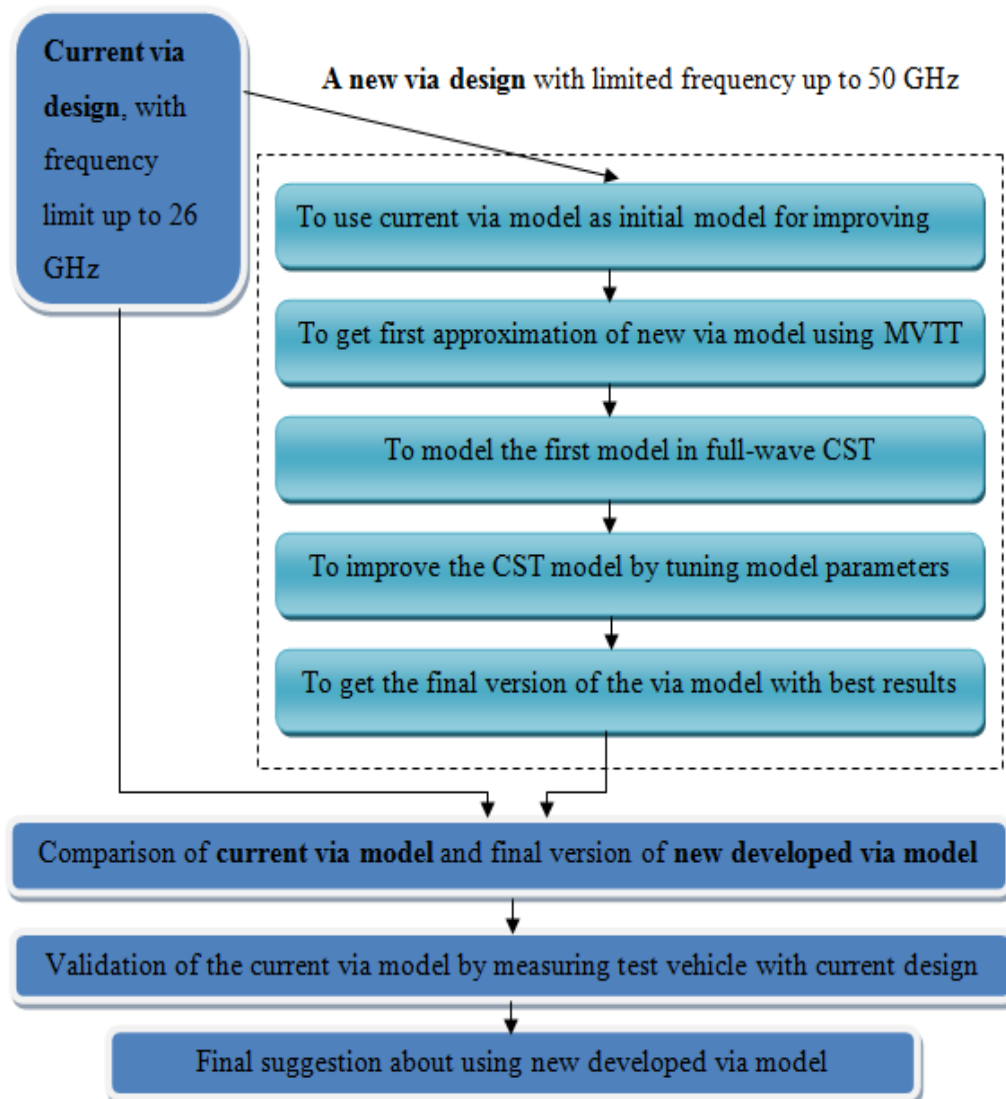 Current via
design, with
frequency
limit up to 26
GHz
A new via design with limited frequency up to 50 GHz
To use current via model as initial model for improving
To get first approximation of new via model using MVTT
To model the first model in full-wave CST
To improve the CST model by tuning model parameters
To get the final version of the via model with best results
Comparison of current via model and final version of new developed via model
Validation of the current via model by measuring test vehicle with current design
Final suggestion about using new developed via model